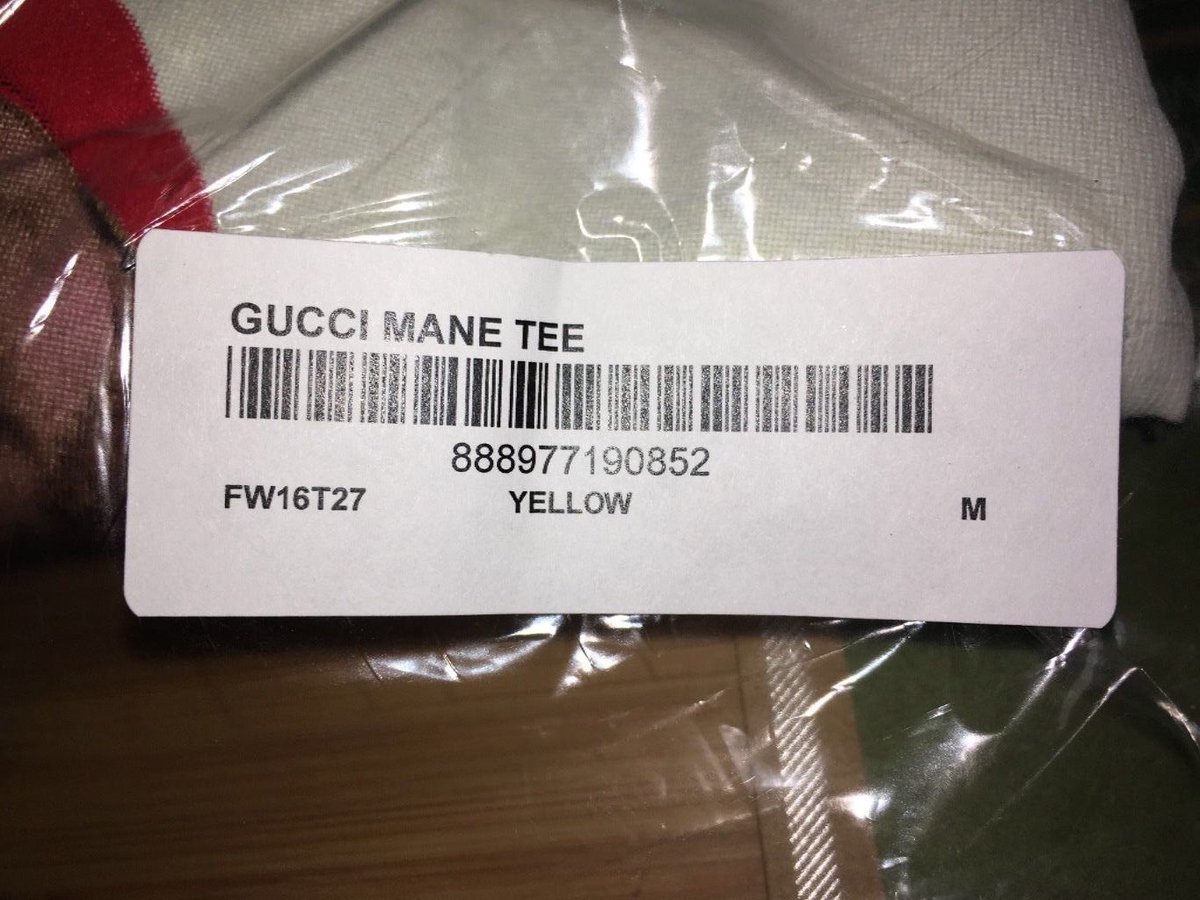 GUCCI MANE TEE
888977190852
FW16T27 YELLOW M